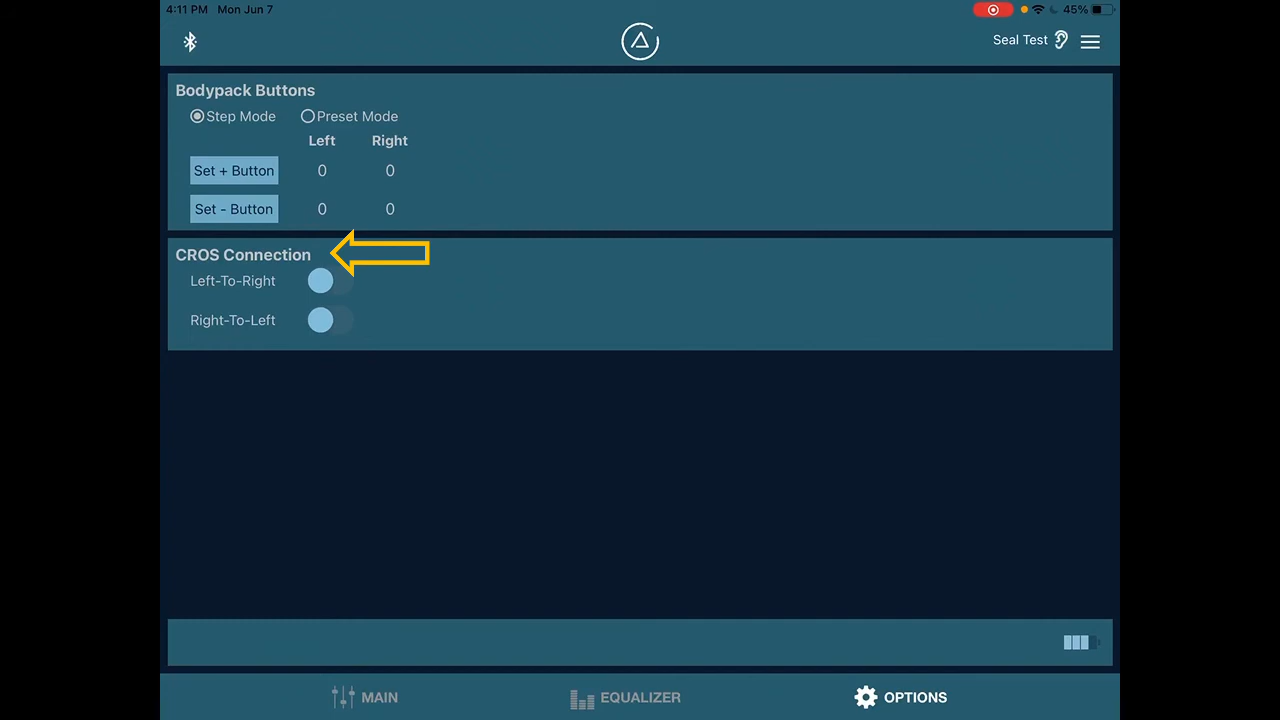 4:11 PM Mon Jun 7 45%
Seal Test
Bodypack Buttons
Step Mode Preset Mode
Left Right
Set + Button 0 0
Set - Button 0 0
CROS Connection
Left-To-Right
Right-To-Left
MAIN EQUALIZER OPTIONS